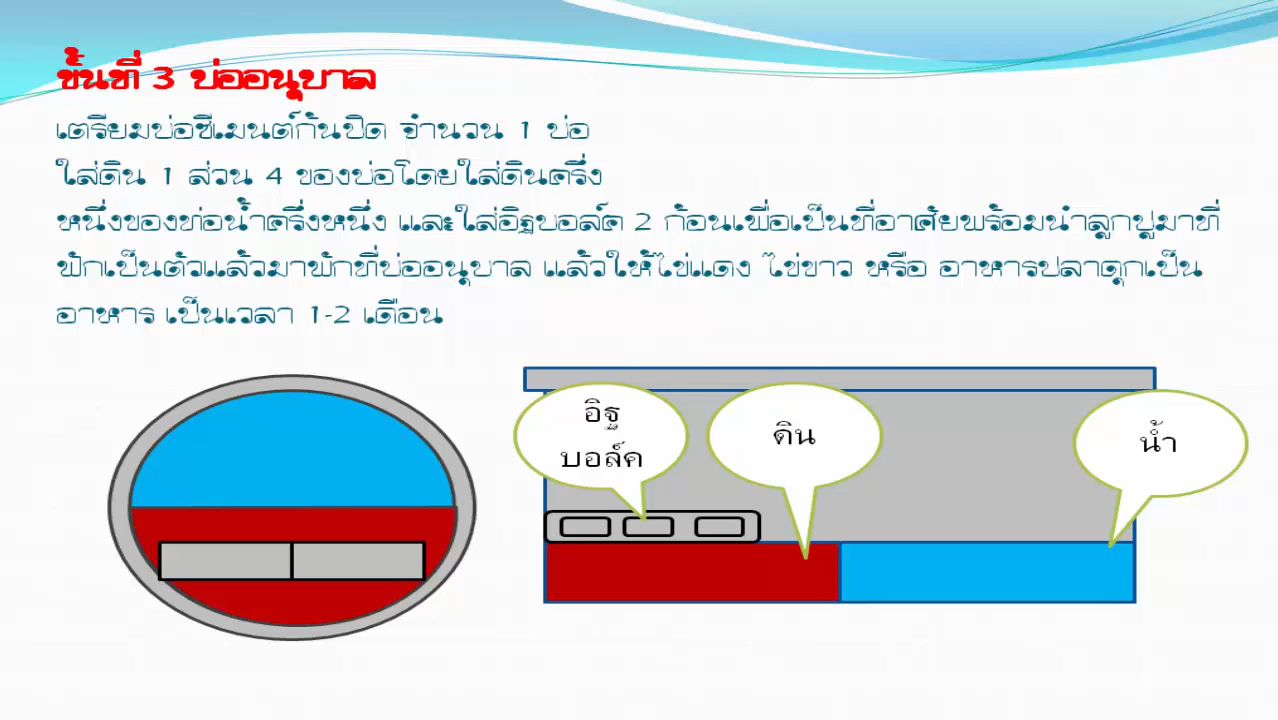 ขั้นที่ 3 บ่ออนุบาล
เตรียมบ่อซีเมนต์ก้นปิด จำนวน 1 บ่อ
ใส่ดิน 1 ส่วน 4 ของบ่อโดยใส่ดินครึ่ง
หนึ่งของท่อน้ำครึ่งหนึ่ง และใส่อิฐบอล์ค 2 ก้อนเพื่อเป็นที่อาศัยพร้อมนำลูกปูมาที่
ฟักเป็นตัวแล้วมาพักที่บ่ออนุบาล แล้วให้ไข่แดง ไข่ขาว หรือ อาหารปลาดุกเป็น
อาหาร เป็นเวลา 1-2 เดือน
อิฐ
บอล์ค
ดิน
น้ำ